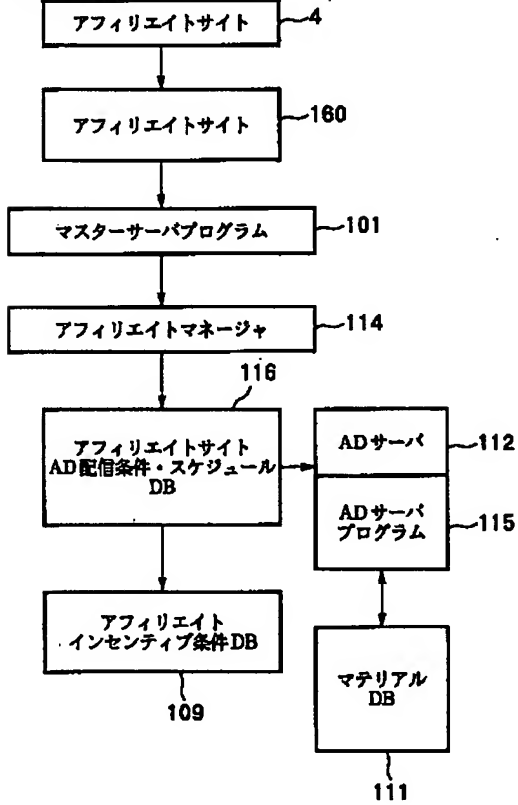 アフィリエイトサイト
4
アフィリエイトサイト
160
マスターサーバプログラム
101
アフィリエイトマネージャ
114
116
アフィリエイトサイト
AD配信条件・スケジュール
DB
ADサーバ
112
ADサーバ
プログラム
115
アフィリエイト
インセンティブ条件DB
109
マテリアル
DB
111